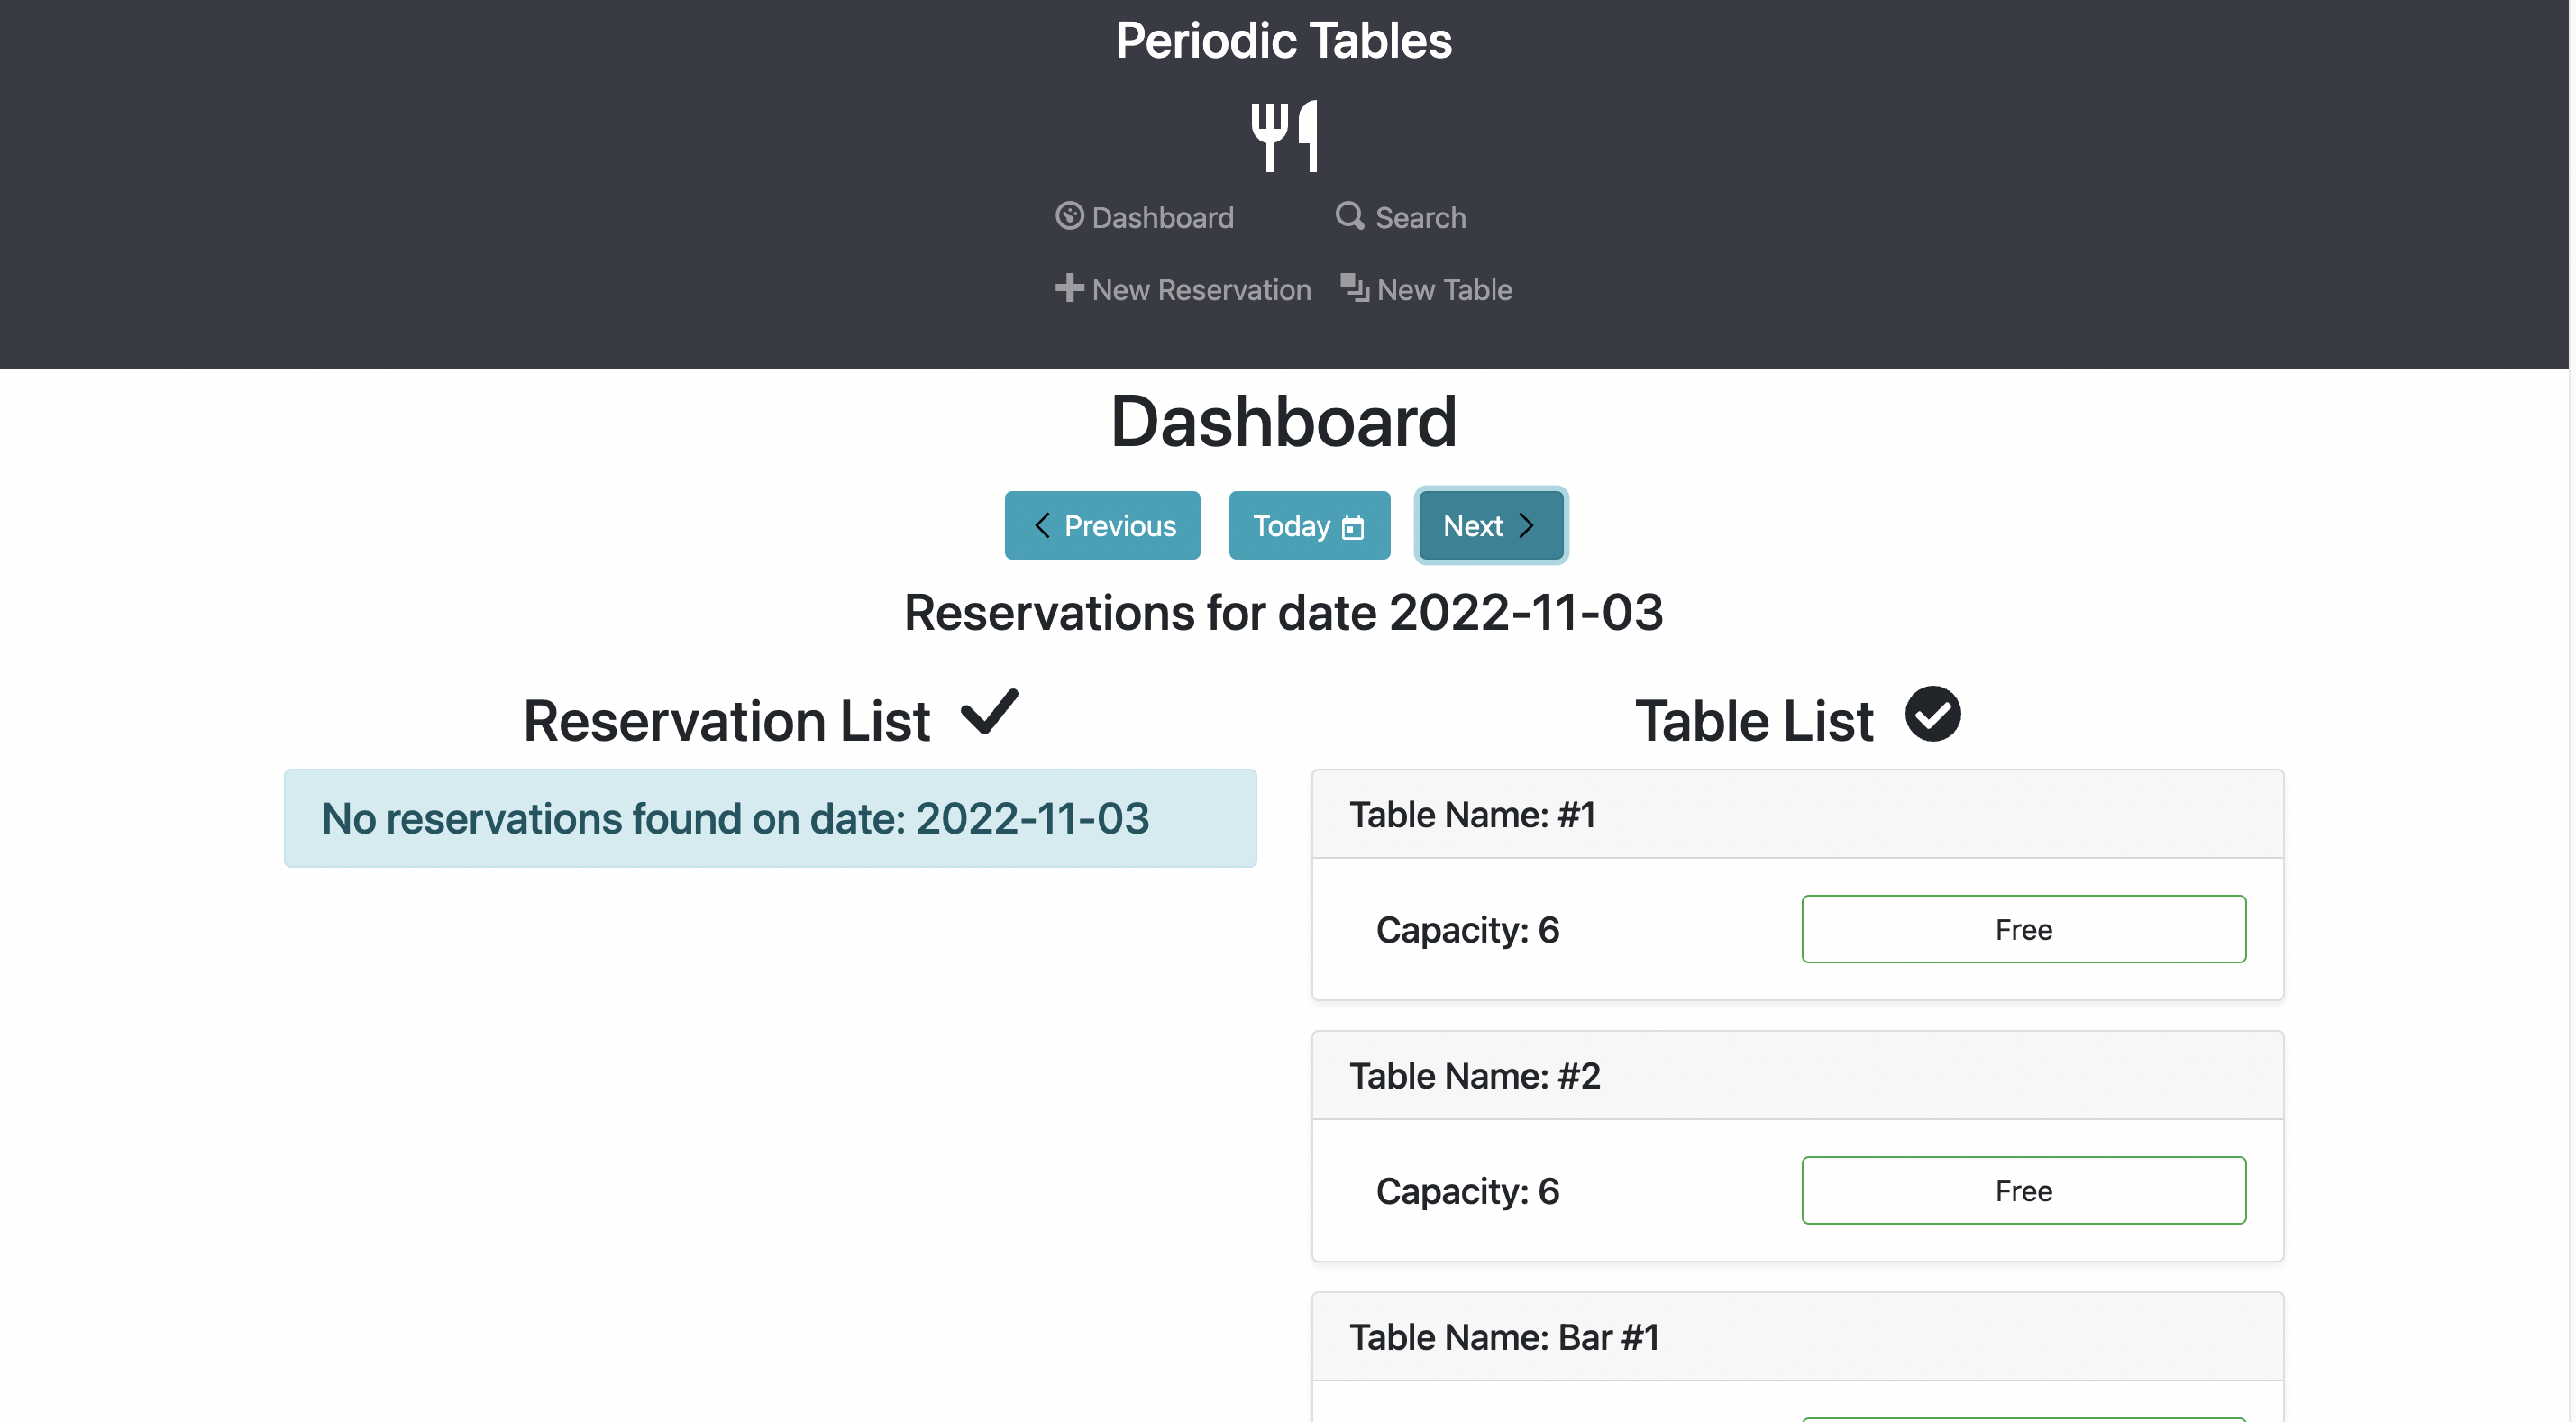 Periodic Tables
Dashboard
Search
New Reservation
New Table
Dashboard
Previous
Today
Next
Reservations for date 2022-11-03
Reservation List
No reservations found on date: 2022-11-03
Table List
Table Name: #1
Capacity: 6
Free
Table Name: #2
Capacity: 6
Free
Table Name: Bar #1